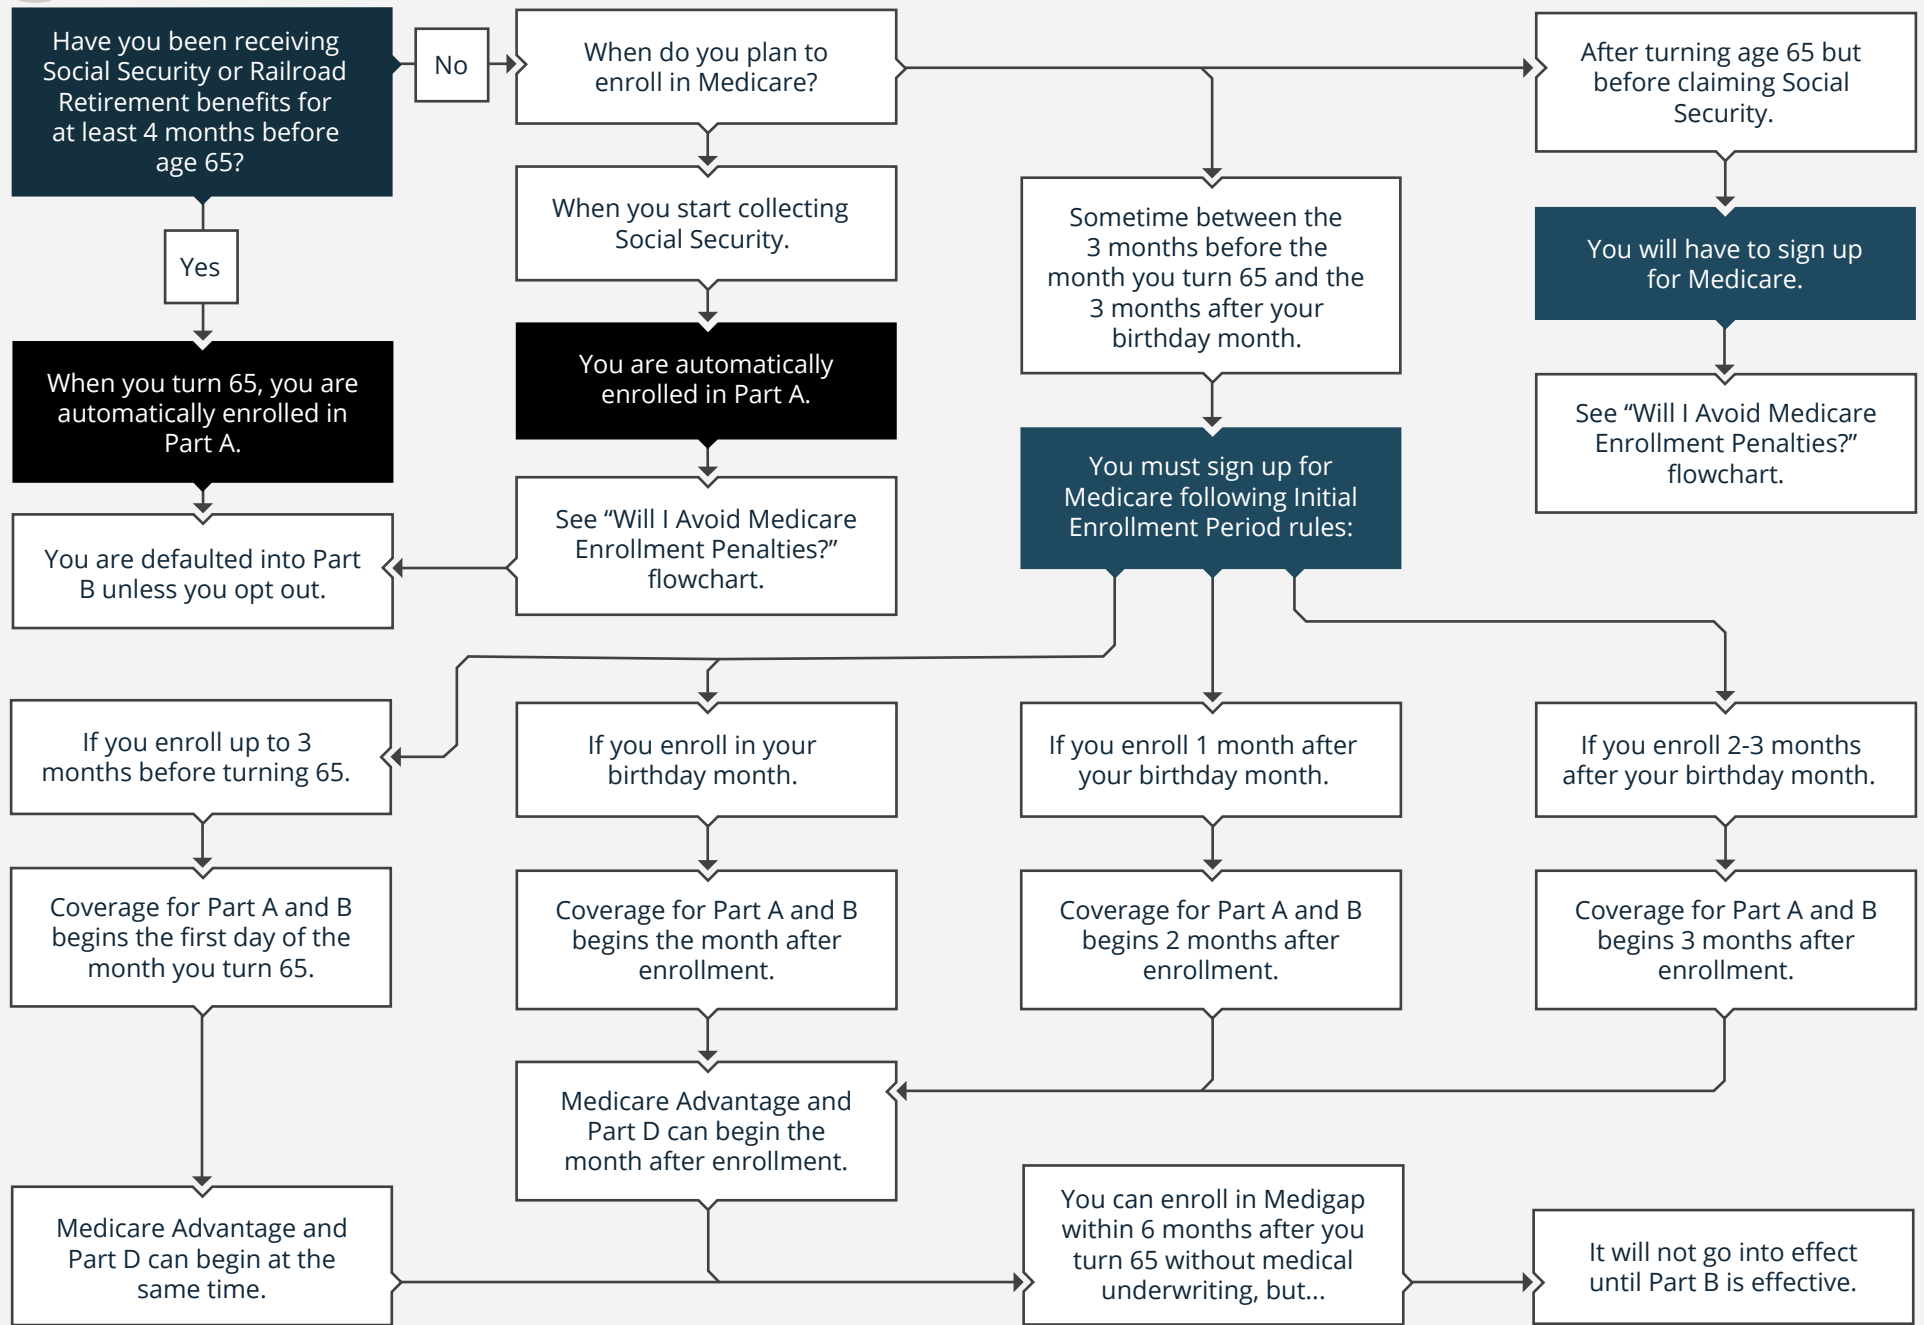 Have you been receiving
Social Security or Railroad
Retirement benefits for
at least 4 months before
age 65?
No
When do you plan to
enroll in Medicare?
After turning age 65 but
before claiming Social
Security.
Yes
When you start collecting
Social Security.
Sometime between the
3 months before the
month you turn 65 and the
3 months after your
birthday month.
You will have to sign up
for Medicare.
When you turn 65, you are
automatically enrolled in
Part A.
You are automatically
enrolled in Part A.
See “Will I Avoid Medicare
Enrollment Penalties?”
flowchart.
You must sign up for
Medicare following Initial
Enrollment Period rules:
You are defaulted into Part
B unless you opt out.
See “Will I Avoid Medicare
Enrollment Penalties?”
flowchart.
If you enroll up to 3
months before turning 65.
If you enroll in your
birthday month.
If you enroll 1 month after
your birthday month.
If you enroll 2-3 months
after your birthday month.
Coverage for Part A and B
begins the first day of the
month you turn 65.
Coverage for Part A and B
begins the month after
enrollment.
Coverage for Part A and B
begins 2 months after
enrollment.
Coverage for Part A and B
begins 3 months after
enrollment.
Medicare Advantage and
Part D can begin the
month after enrollment.
Medicare Advantage and
Part D can begin at the
same time.
You can enroll in Medigap
within 6 months after you
turn 65 without medical
underwriting, but...
It will not go into effect
until Part B is effective.